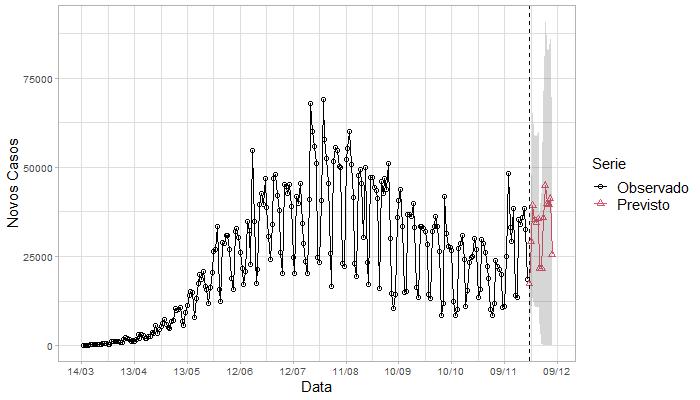 Novos Casos
75000
50000
25000
0
14/03 13/04 13/05 12/06 12/07 11/08 10/09 10/10 09/11 09/12
Data
Serie
Observado
Previsto